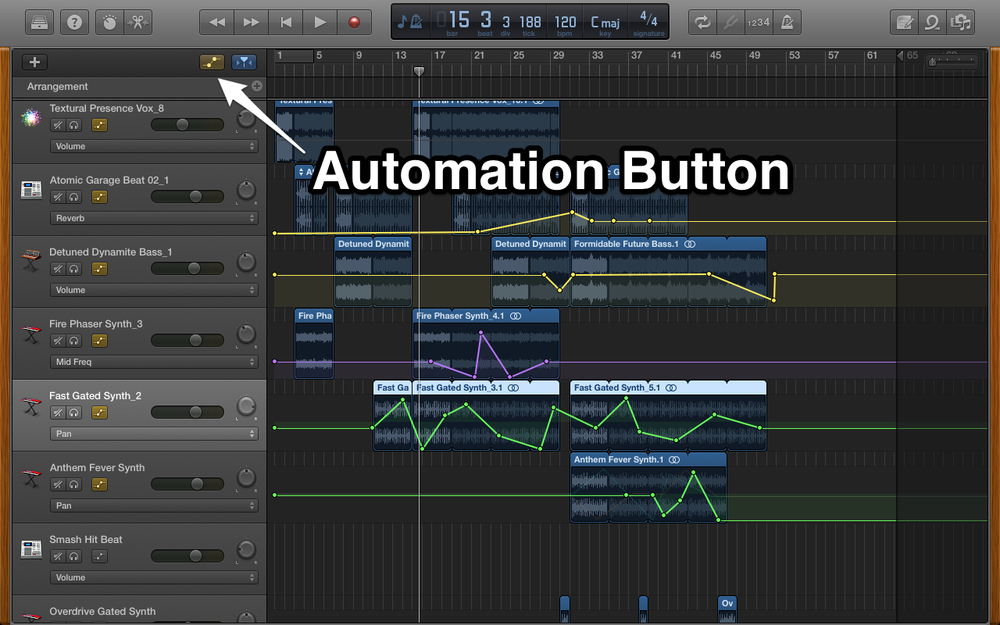 15 3 3 188 120 C maj 4/4
bar beat div tick bpm key signature
1234
1 5 9 13 17 21 25 29 33 37 41 45 49 53 57 61 65
Arrangement
Textural Presence Vox_8
Volume
Textural Pres
Textural Presence Vox_10.1
Automation Button
Atomic Garage Beat 02_1
Reverb
Detuned Dynamite Bass_1
Volume
Detuned Dynamit
Detuned Dynamit
Formidable Future Bass.1
Fire Phaser Synth_3
Mid Freq
Fire Pha
Fire Phaser Synth_4.1
Fast Gated Synth_2
Pan
Fast Ga
Fast Gated Synth_3.1
Fast Gated Synth_5.1
Anthem Fever Synth
Pan
Anthem Fever Synth.1
Smash Hit Beat
Volume
Overdrive Gated Synth
Ov